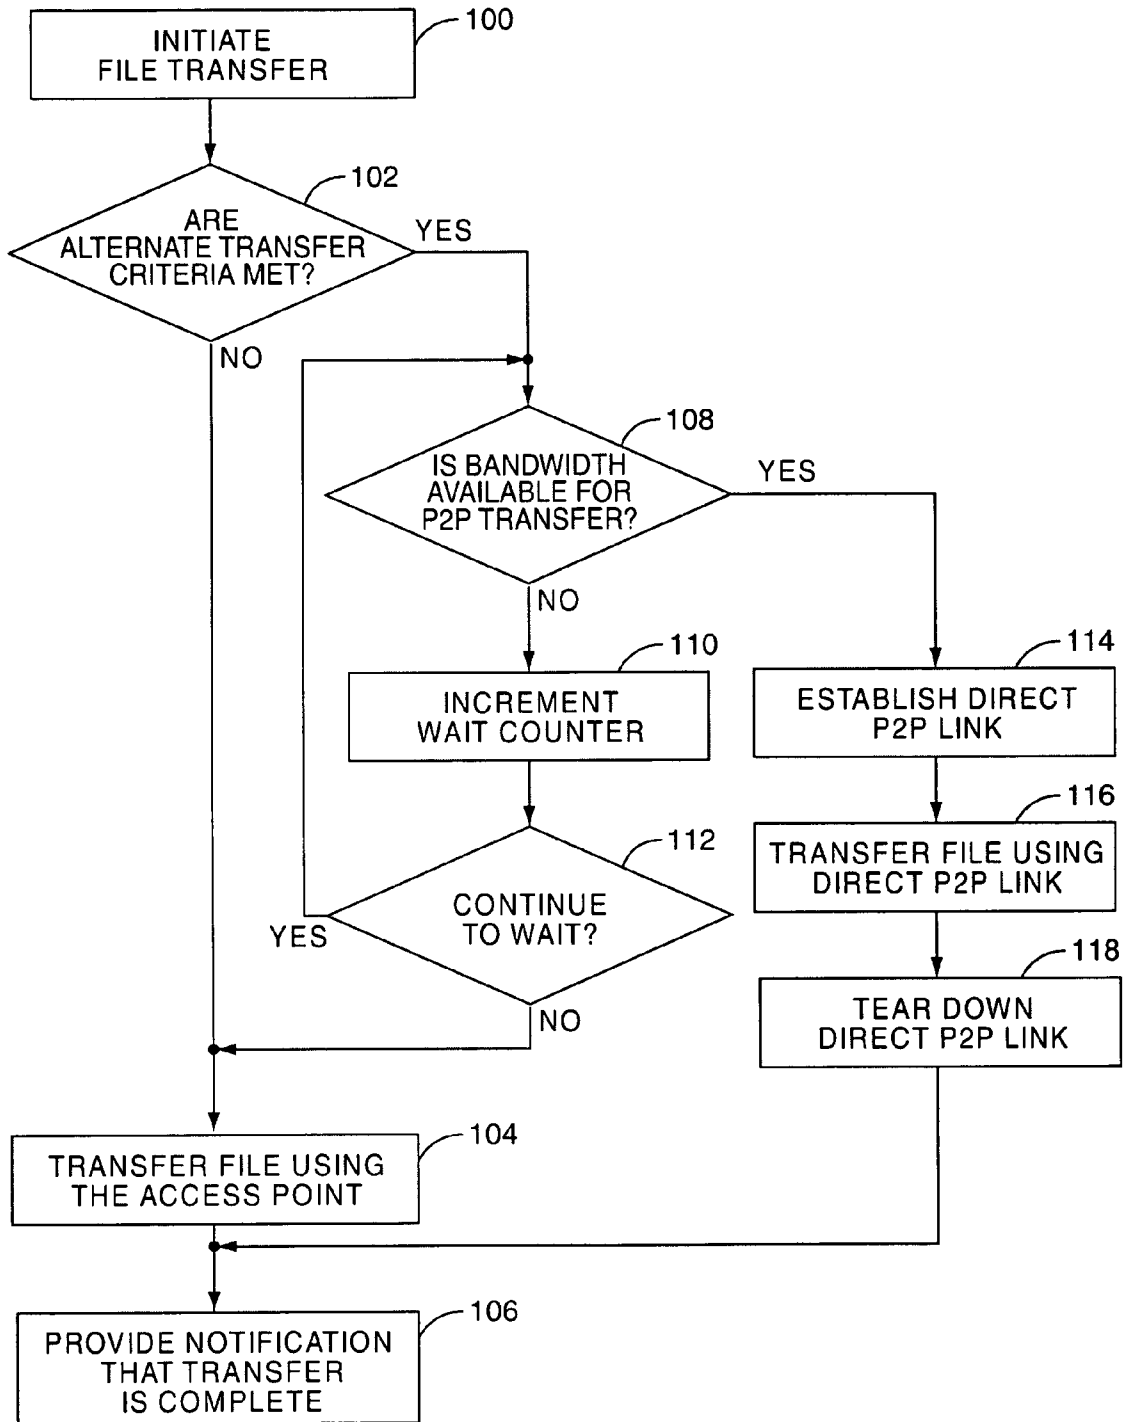 100
INITIATE
FILE TRANSFER
102
ARE
ALTERNATE TRANSFER
CRITERIA MET?
YES
NO
108
IS BANDWIDTH
AVAILABLE FOR
P2P TRANSFER?
YES
NO
110
INCREMENT
WAIT COUNTER
114
ESTABLISH DIRECT
P2P LINK
116
TRANSFER FILE USING
DIRECT P2P LINK
112
CONTINUE
TO WAIT?
YES
NO
118
TEAR DOWN
DIRECT P2P LINK
104
TRANSFER FILE USING
THE ACCESS POINT
106
PROVIDE NOTIFICATION
THAT TRANSFER
IS COMPLETE